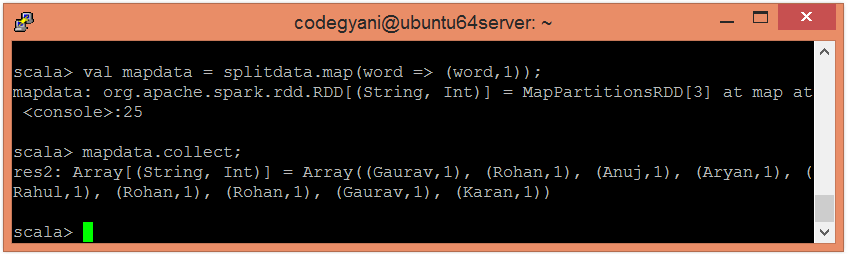 codegyani@ubuntu64server: ~
scala> val mapdata = splitdata.map(word => (word,1));
mapdata: org.apache.spark.rdd.RDD[(String, Int)] = MapPartitionsRDD[3] at map at
 <console>:25
scala> mapdata.collect;
res2: Array[(String, Int)] = Array((Gaurav,1), (Rohan,1), (Anuj,1), (Aryan,1), (
Rahul,1), (Rohan,1), (Rohan,1), (Gaurav,1), (Karan,1))
scala>